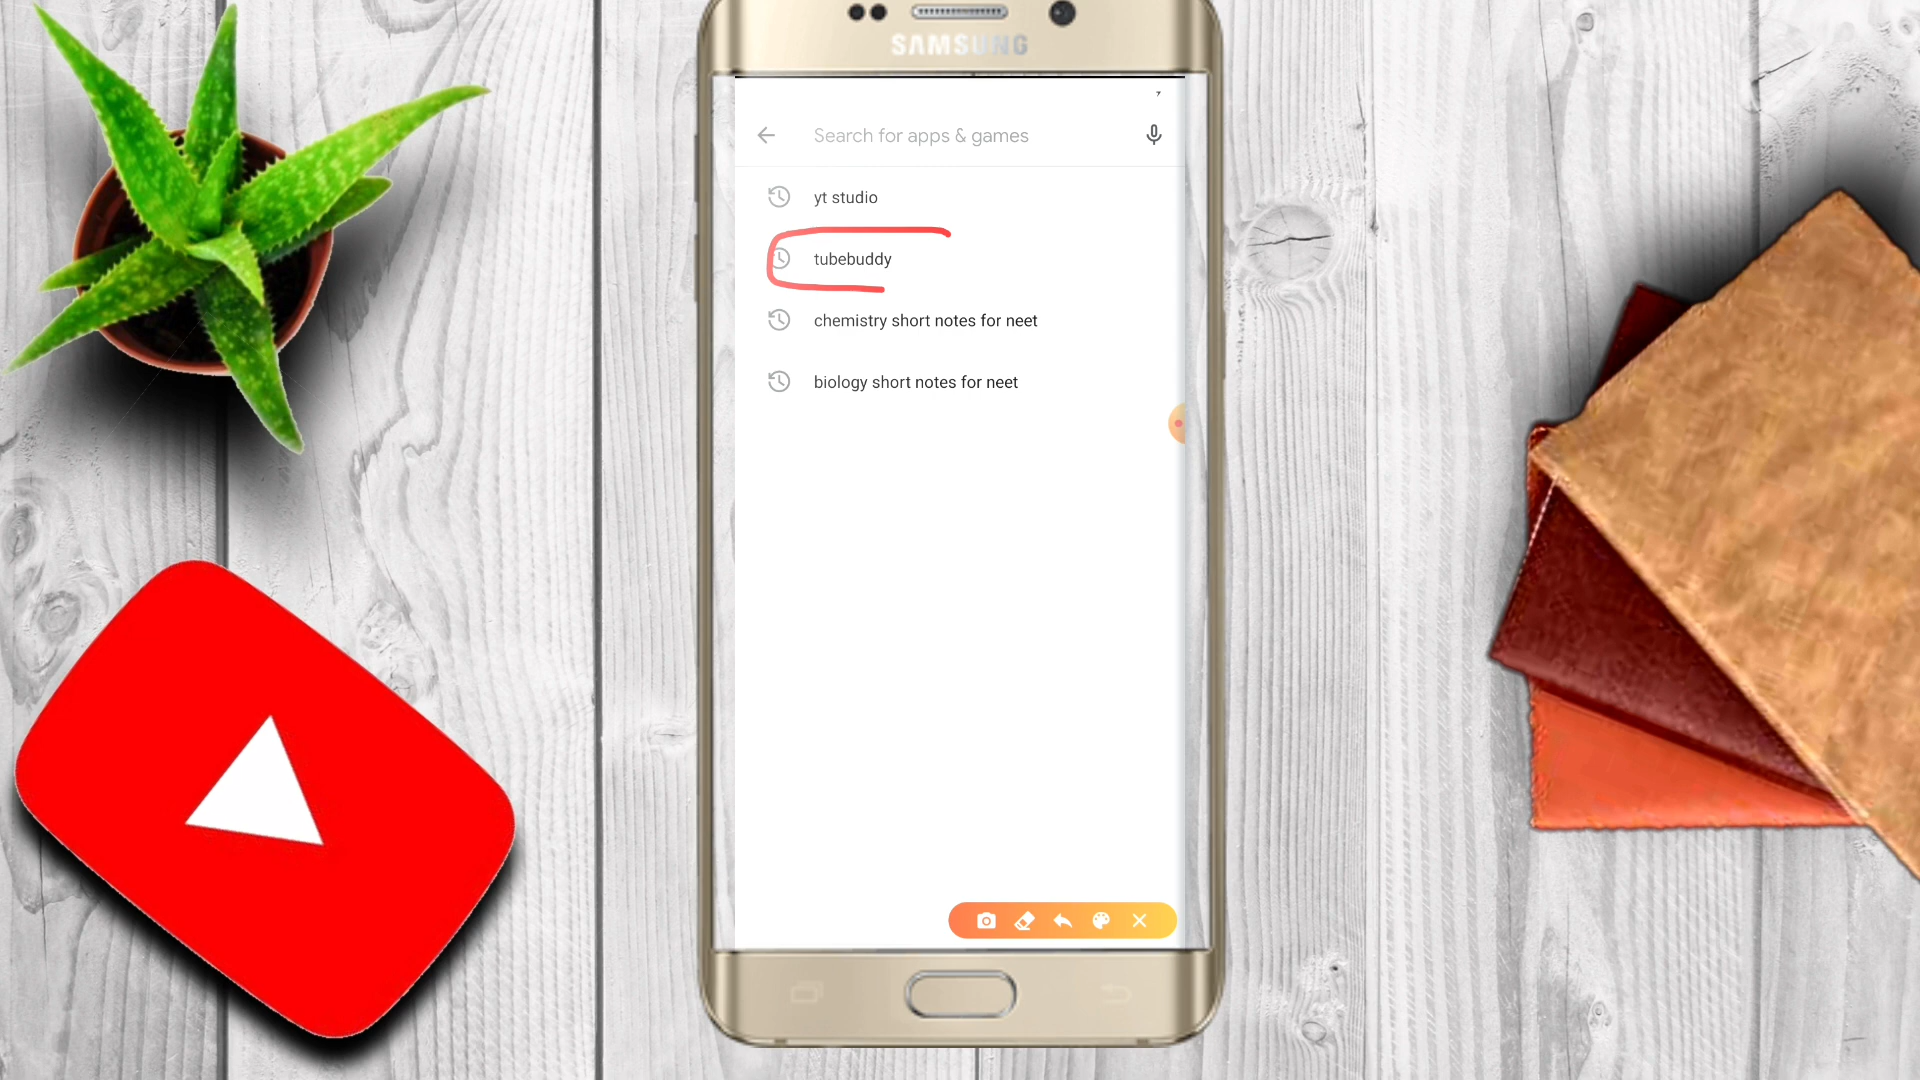 SAMSUNG
Search for apps & games
yt studio
tubebuddy
chemistry short notes for neet
biology short notes for neet